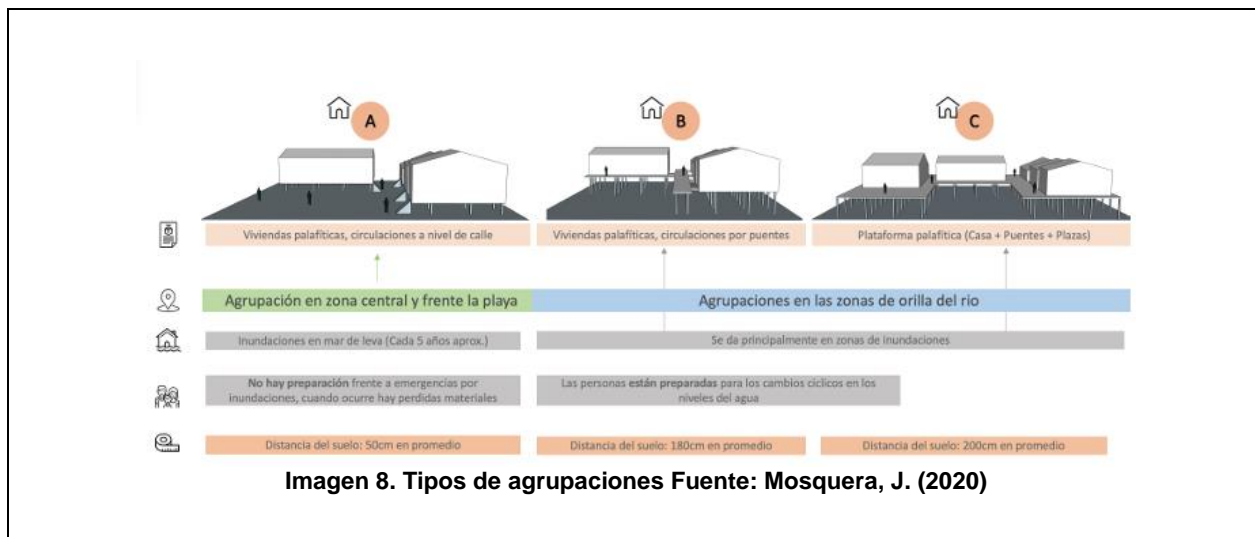 A
B
C
Viviendas palafíticas, circulaciones a nivel de calle
Viviendas palafíticas, circulaciones por puentes
Plataforma palafítica (Casa + Puentes + Plazas)
Agrupación en zona central y frente la playa
Agrupaciones en las zonas de orilla del rio
Inundaciones en mar de leva (Cada 5 años aprox.)
Se da principalmente en zonas de inundaciones
No hay preparación frente a emergencias por
inundaciones, cuando ocurre hay perdidas materiales
Las personas están preparadas para los cambios cíclicos en los
niveles del agua
Distancia del suelo: 50cm en promedio
Distancia del suelo: 180cm en promedio
Distancia del suelo: 200cm en promedio
Imagen 8. Tipos de agrupaciones Fuente: Mosquera, J. (2020)